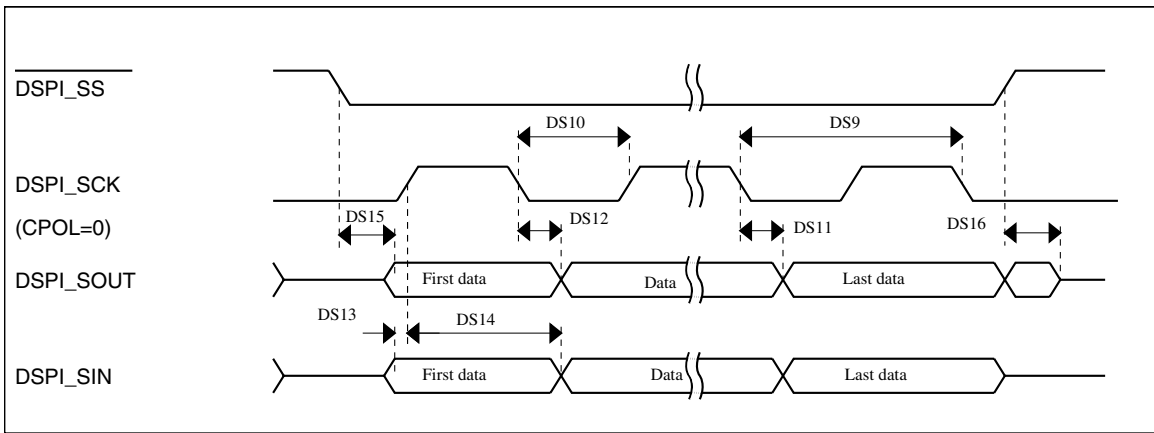 DSPI_SS
DS10
DS9
DSPI_SCK
(CPOL=0)
DS15
DS12
DS11
DS16
DSPI_SOUT
First data
Data
Last data
DS13
DS14
DSPI_SIN
First data
Data
Last data